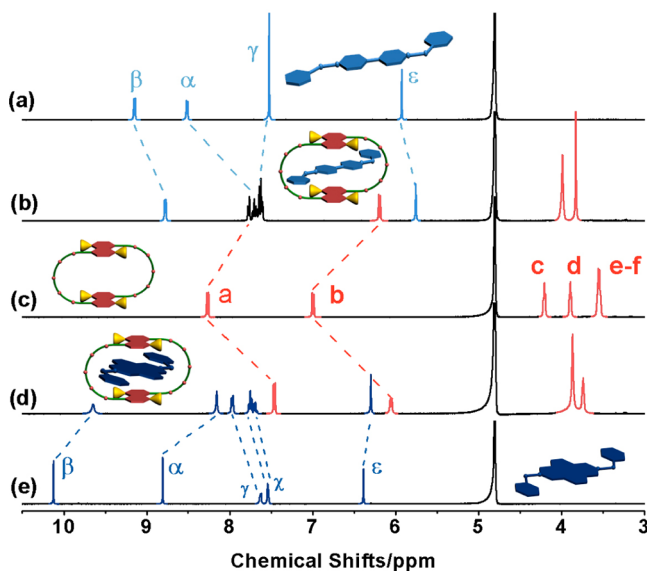 β α γ ε
(a)
(b)
(c) a b c d e-f
(d)
(e) β α γ χ ε
10 9 8 7 6 5 4 3
Chemical Shifts/ppm